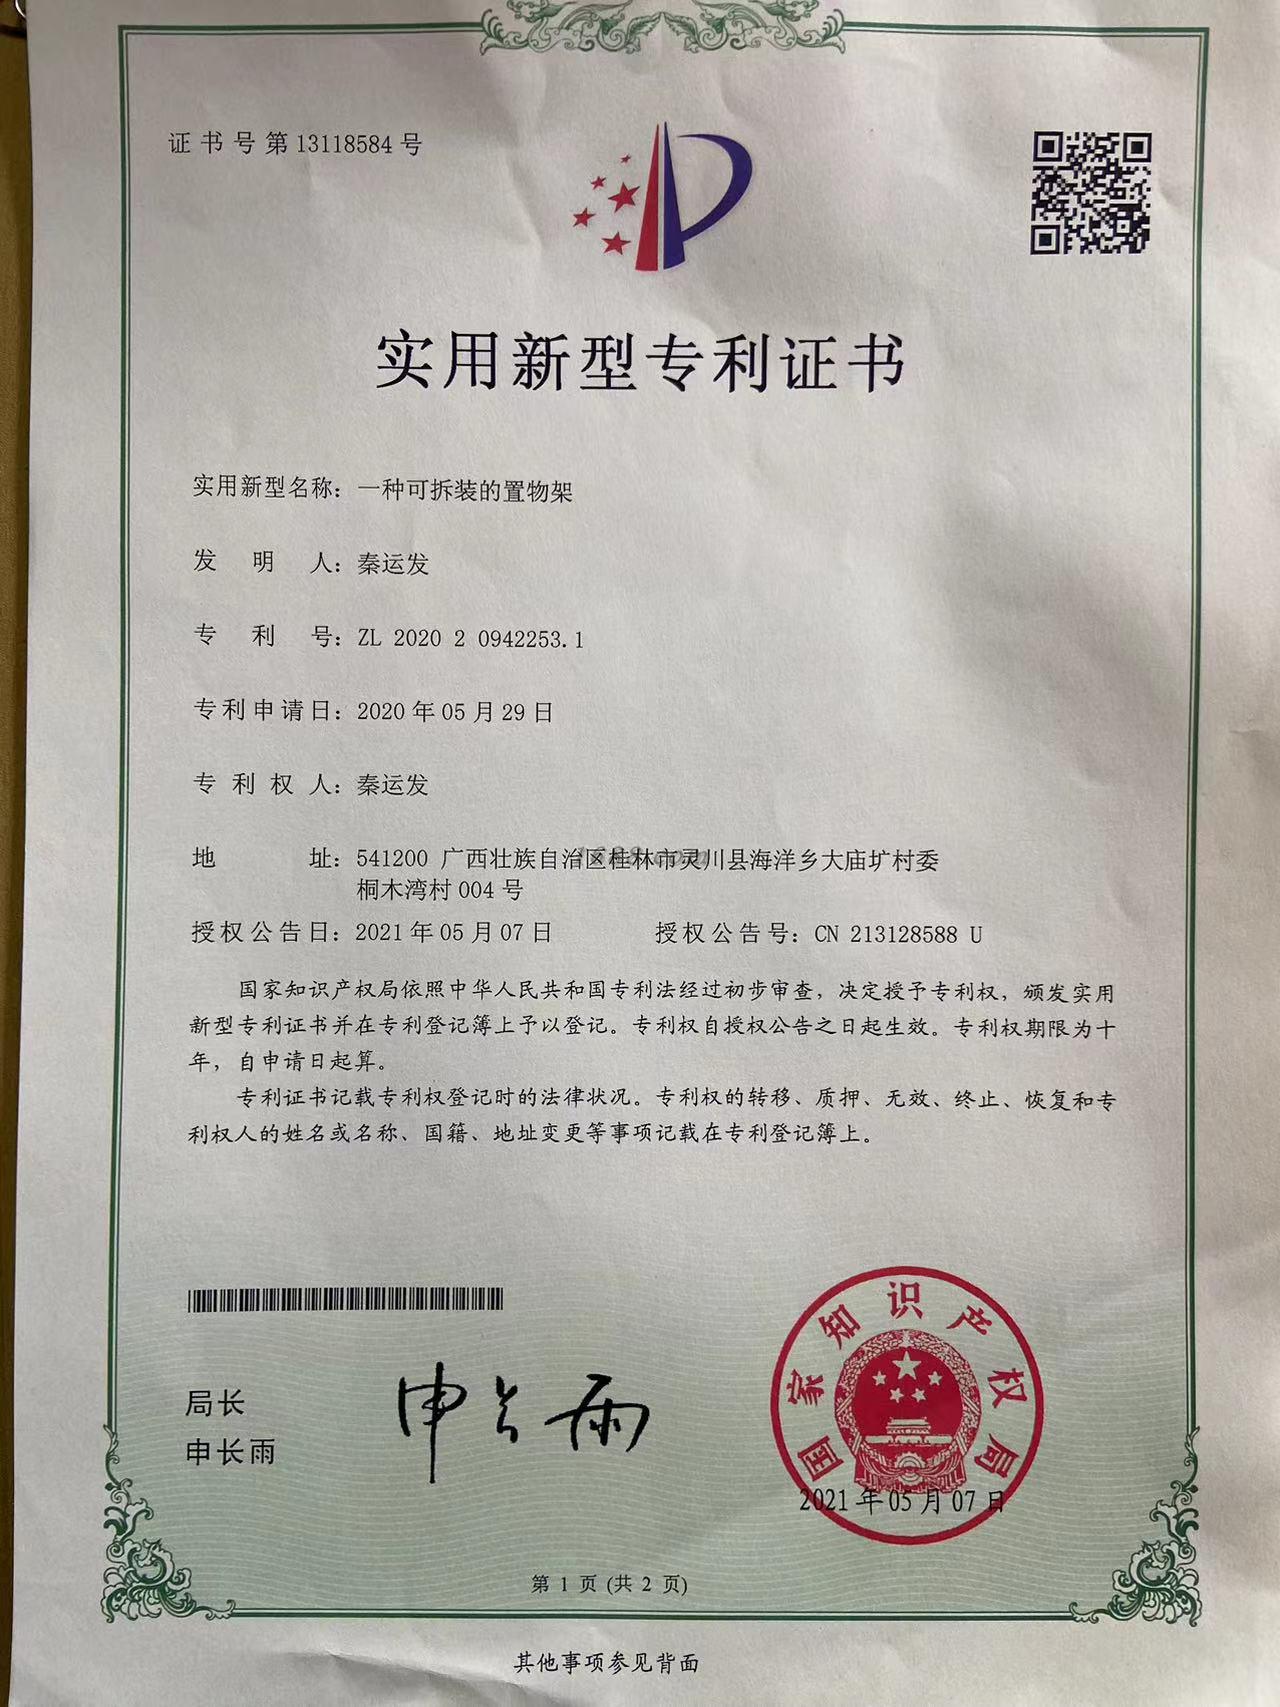 证书号第13118584号
实用新型专利证书
实用新型名称：一种可拆装的置物架
发明人：秦运发
专利号：ZL 2020 2 0942253.1
专利申请日：2020年05月29日
专利权人：秦运发
地址：541200 广西壮族自治区桂林市灵川县海洋乡大庙圹村委
桐木湾村004号
1688.com
授权公告日：2021年05月07日 授权公告号：CN 213128588 U
国家知识产权局依照中华人民共和国专利法经过初步审查，决定授予专利权，颁发实用
新型专利证书并在专利登记簿上予以登记。专利权自授权公告之日起生效。专利权期限为十
年，自申请日起算。
专利证书记载专利权登记时的法律状况。专利权的转移、质押、无效、终止、恢复和专
利权人的姓名或名称、国籍、地址变更等事项记载在专利登记簿上。
局长
申长雨
申长雨
国家知识产权局
2021年05月07日
第 1 页 (共 2 页)
其他事项参见背面